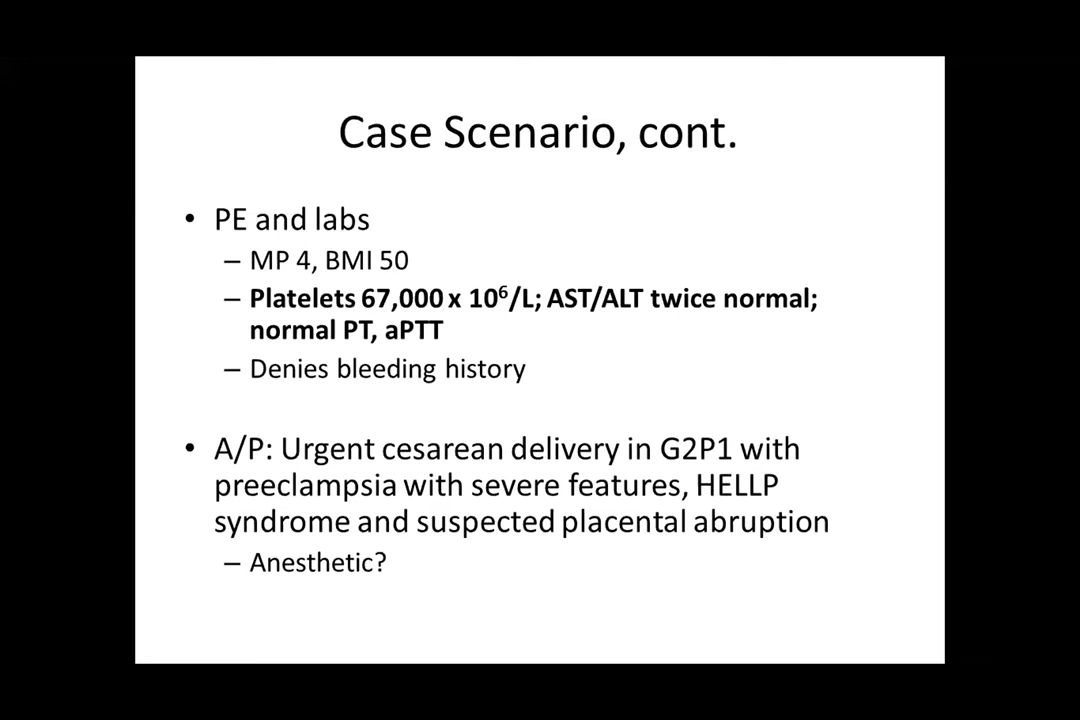 Case Scenario, cont.
• PE and labs
– MP 4, BMI 50
– Platelets 67,000 x 10⁶/L; AST/ALT twice normal;
normal PT, aPTT
– Denies bleeding history
• A/P: Urgent cesarean delivery in G2P1 with
preeclampsia with severe features, HELLP
syndrome and suspected placental abruption
– Anesthetic?